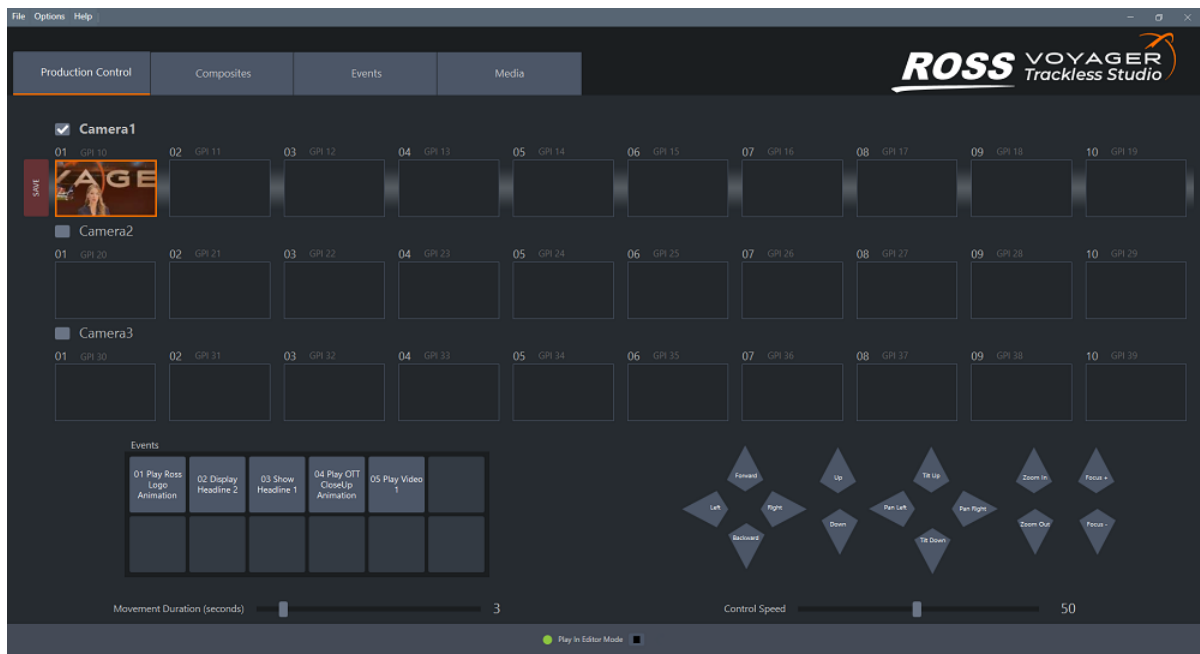 File Options Help
ROSS VOYAGER
Trackless Studio
Production Control Composites Events Media
Camera1
01 GPI 10 02 GPI 11 03 GPI 12 04 GPI 13 05 GPI 14 06 GPI 15 07 GPI 16 08 GPI 17 09 GPI 18 10 GPI 19
SAVE
YAGE
Camera2
01 GPI 20 02 GPI 21 03 GPI 22 04 GPI 23 05 GPI 24 06 GPI 25 07 GPI 26 08 GPI 27 09 GPI 28 10 GPI 29
Camera3
01 GPI 30 02 GPI 31 03 GPI 32 04 GPI 33 05 GPI 34 06 GPI 35 07 GPI 36 08 GPI 37 09 GPI 38 10 GPI 39
Events
01 Play Ross
Logo
Animation
02 Display
Headline 2
03 Show
Headline 1
04 Play OTT
CloseUp
Animation
05 Play Video
1
Forward
Left
Right
Backward
Up
Down
Tilt Up
Pan Left
Pan Right
Tilt Down
Zoom In
Zoom Out
Focus +
Focus -
Movement Duration (seconds) 3
Control Speed 50
Play In Editor Mode